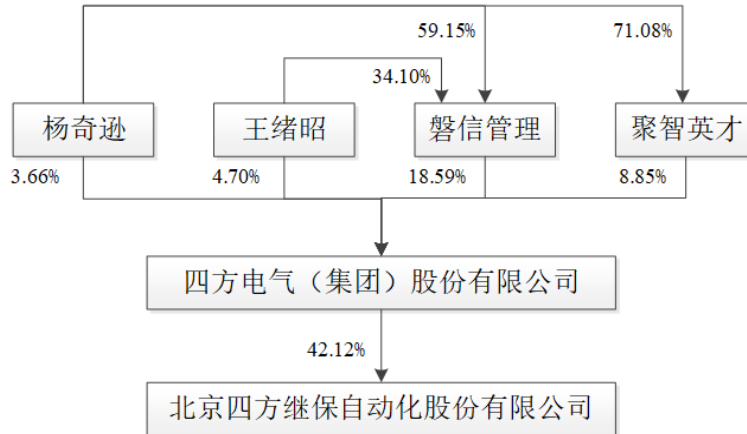 59.15%
71.08%
34.10%
杨奇逊
王绪昭
磐信管理
聚智英才
3.66%
4.70%
18.59%
8.85%
四方电气（集团）股份有限公司
42.12%
北京四方继保自动化股份有限公司